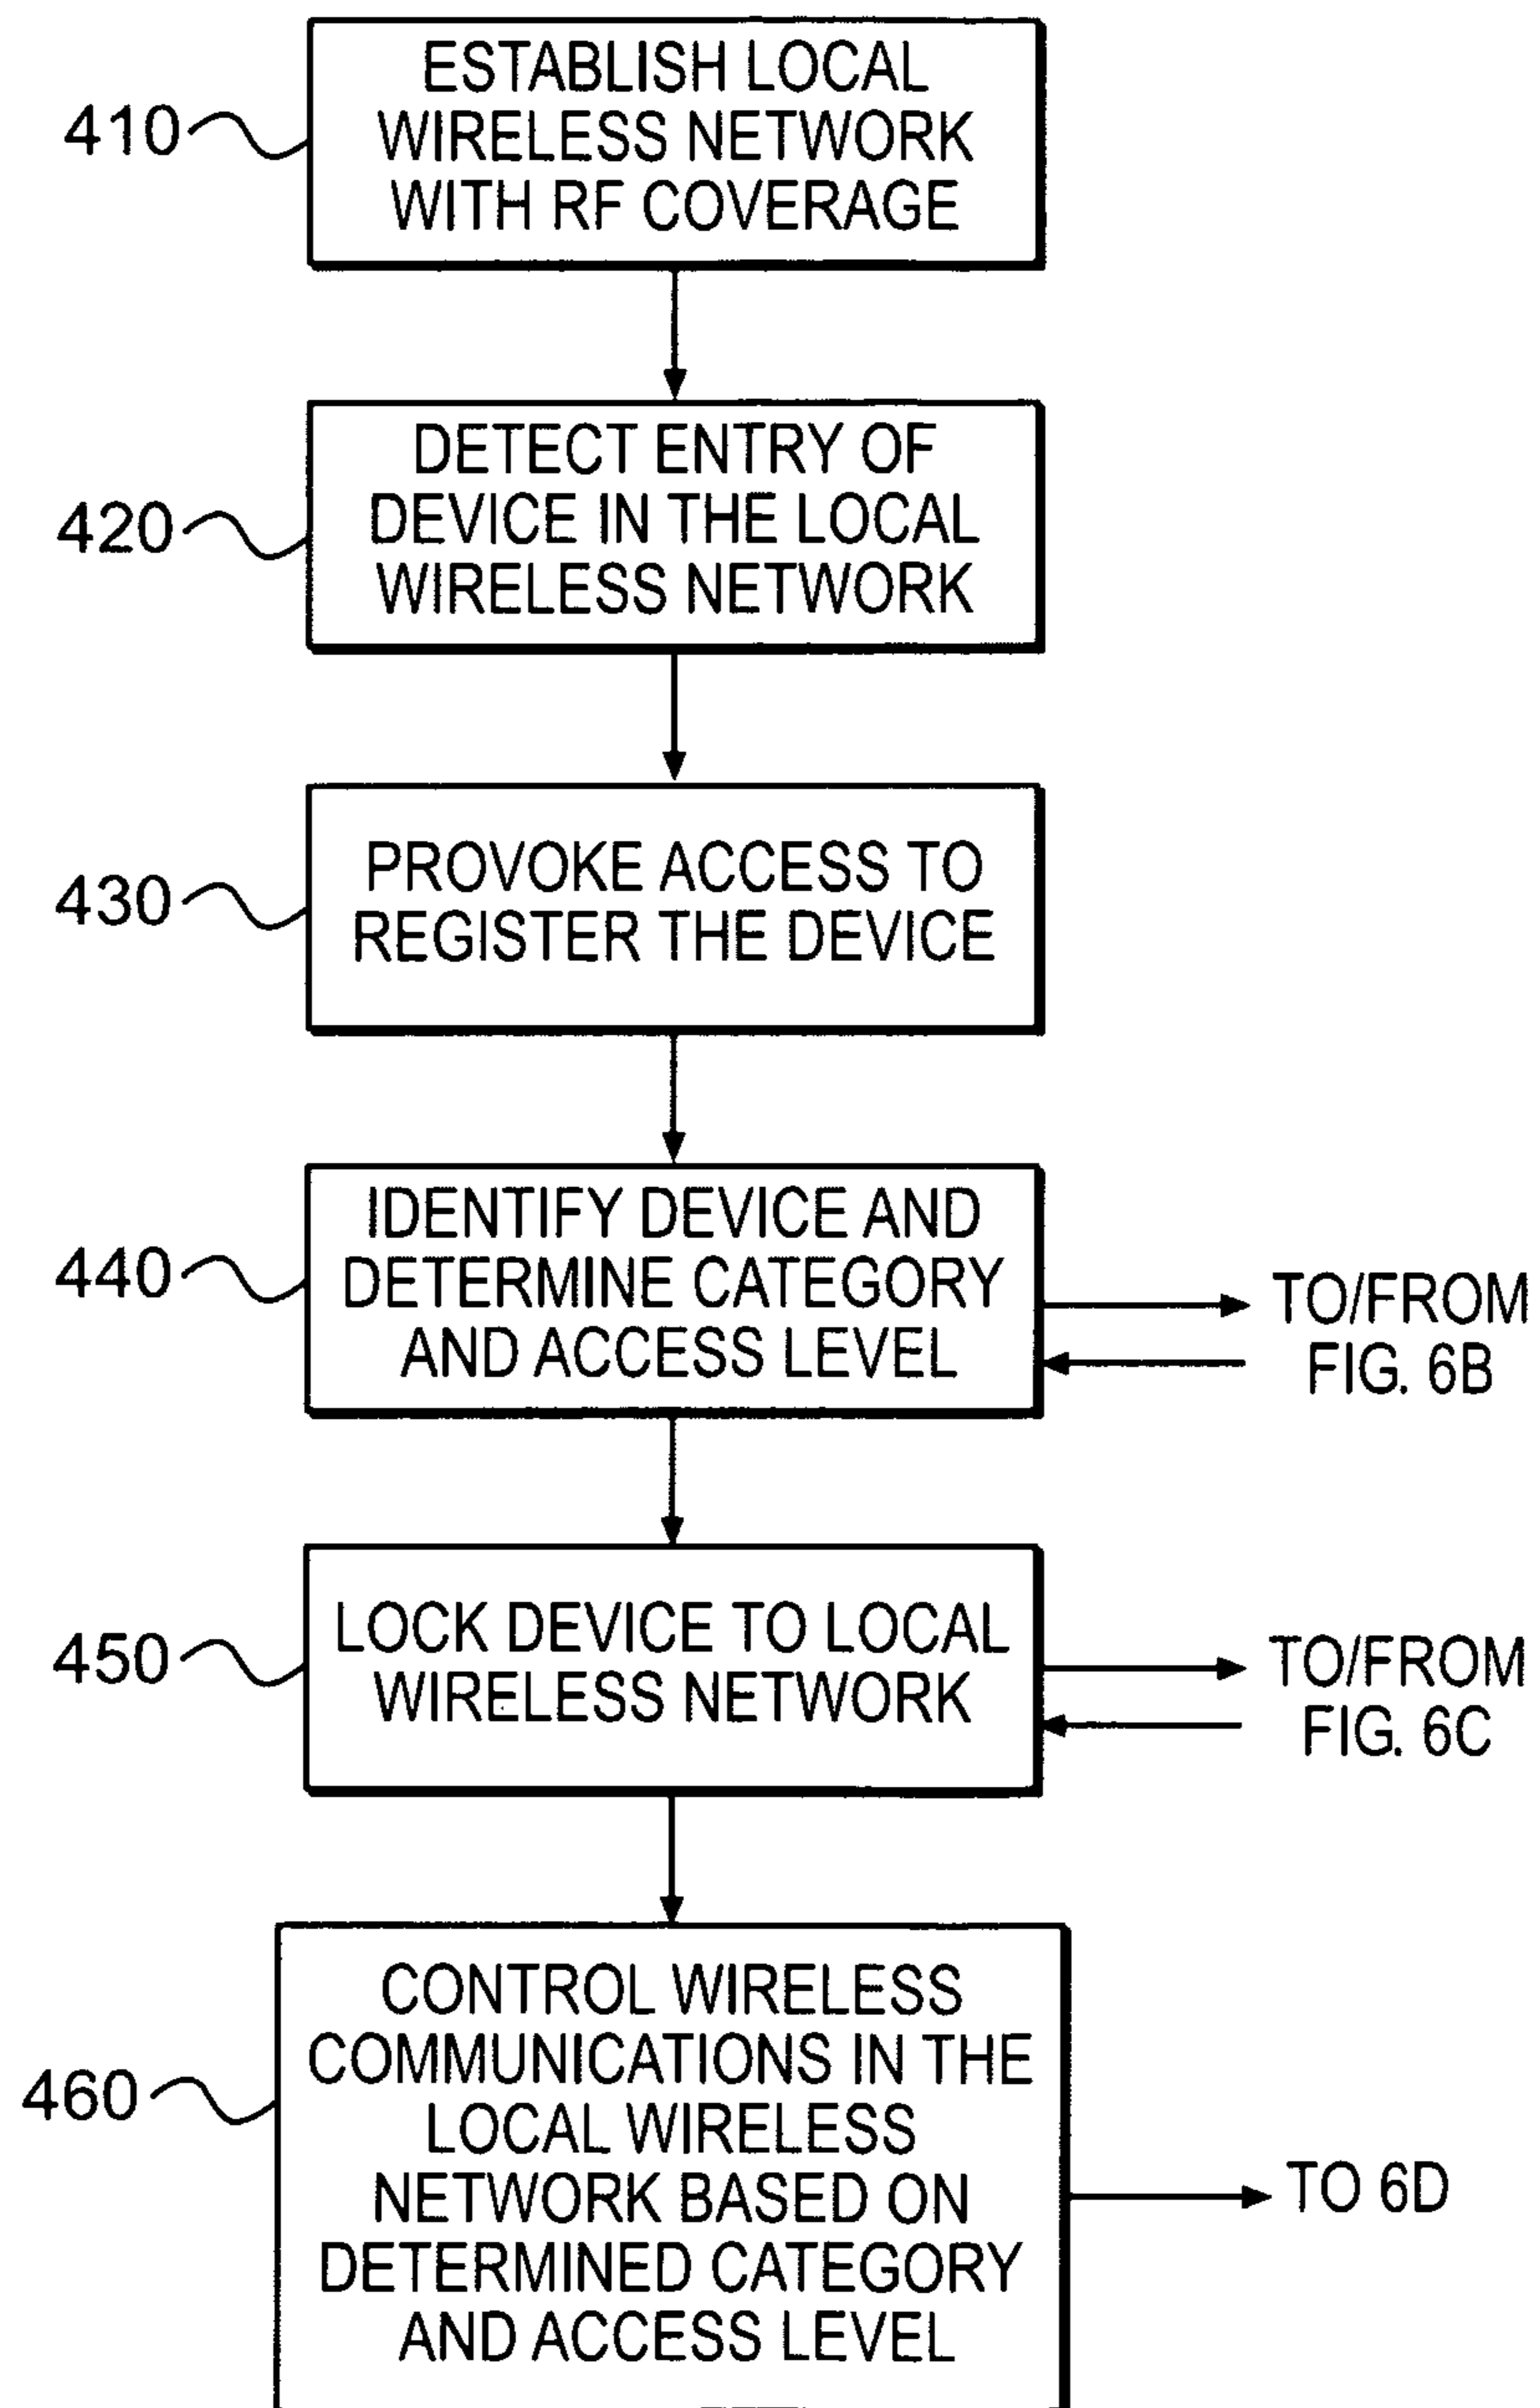 410
ESTABLISH LOCAL
WIRELESS NETWORK
WITH RF COVERAGE
420
DETECT ENTRY OF
DEVICE IN THE LOCAL
WIRELESS NETWORK
430
PROVOKE ACCESS TO
REGISTER THE DEVICE
440
IDENTIFY DEVICE AND
DETERMINE CATEGORY
AND ACCESS LEVEL
TO/FROM
FIG. 6B
450
LOCK DEVICE TO LOCAL
WIRELESS NETWORK
TO/FROM
FIG. 6C
460
CONTROL WIRELESS
COMMUNICATIONS IN THE
LOCAL WIRELESS
NETWORK BASED ON
DETERMINED CATEGORY
AND ACCESS LEVEL
TO 6D